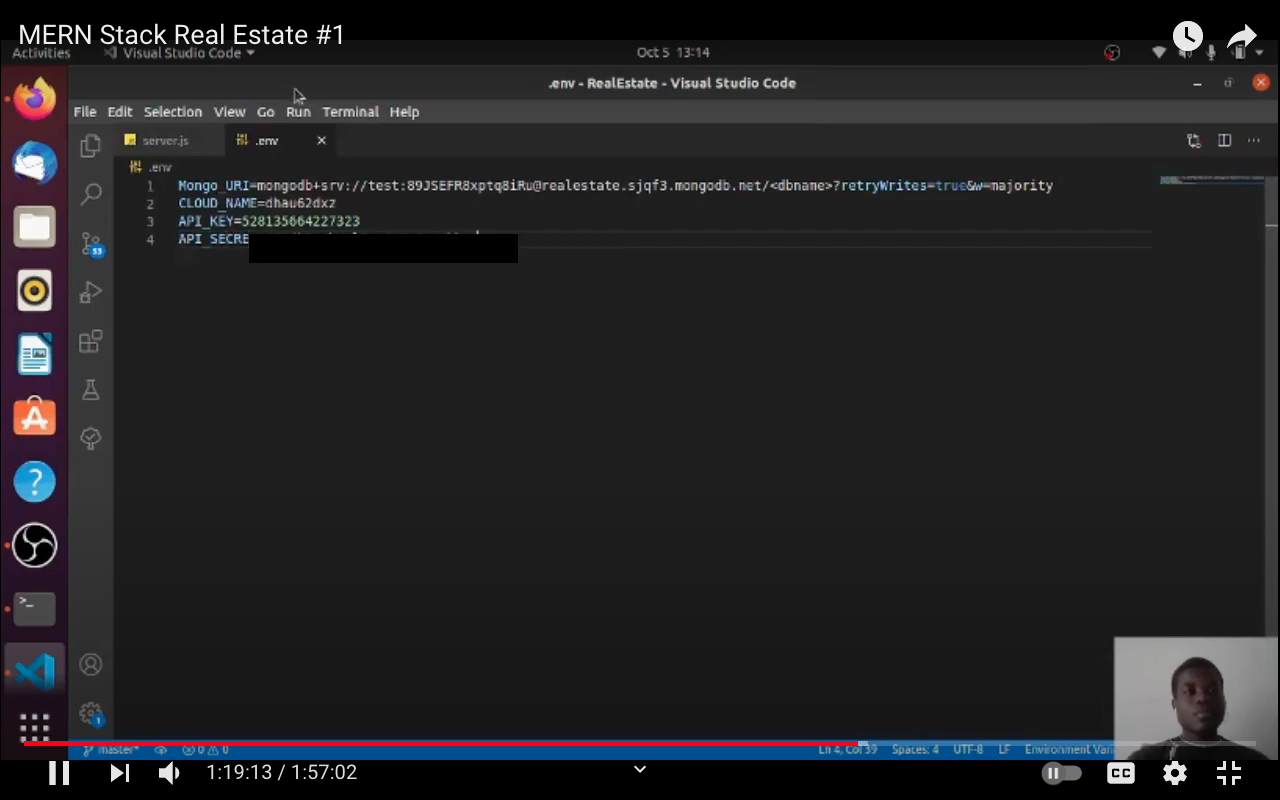 MERN Stack Real Estate #1
Activities Visual Studio Code Oct 5 13:14
.env - RealEstate - Visual Studio Code
File Edit Selection View Go Run Terminal Help
server.js .env
.env
1 Mongo_URI=mongodb+srv://test:89JSEFR8xptq8iRu@realestate.sjqf3.mongodb.net/<dbname>?retryWrites=true&w=majority
2 CLOUD_NAME=dhau62dxz
3 API_KEY=528135664227323
4 API_SECRE
53
1
master* 0 0 Ln 4, Col 39 Spaces: 4 UTF-8 LF Environment Vari
1:19:13 / 1:57:02
CC